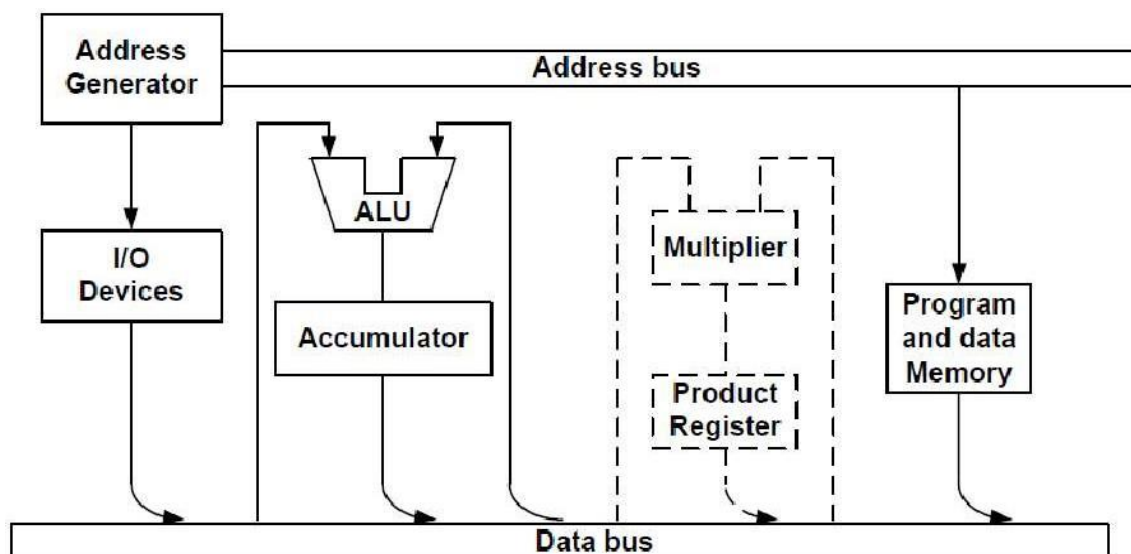 Address
Generator
Address bus
ALU
I/O
Devices
Multiplier
Accumulator
Program
and data
Memory
Product
Register
Data bus